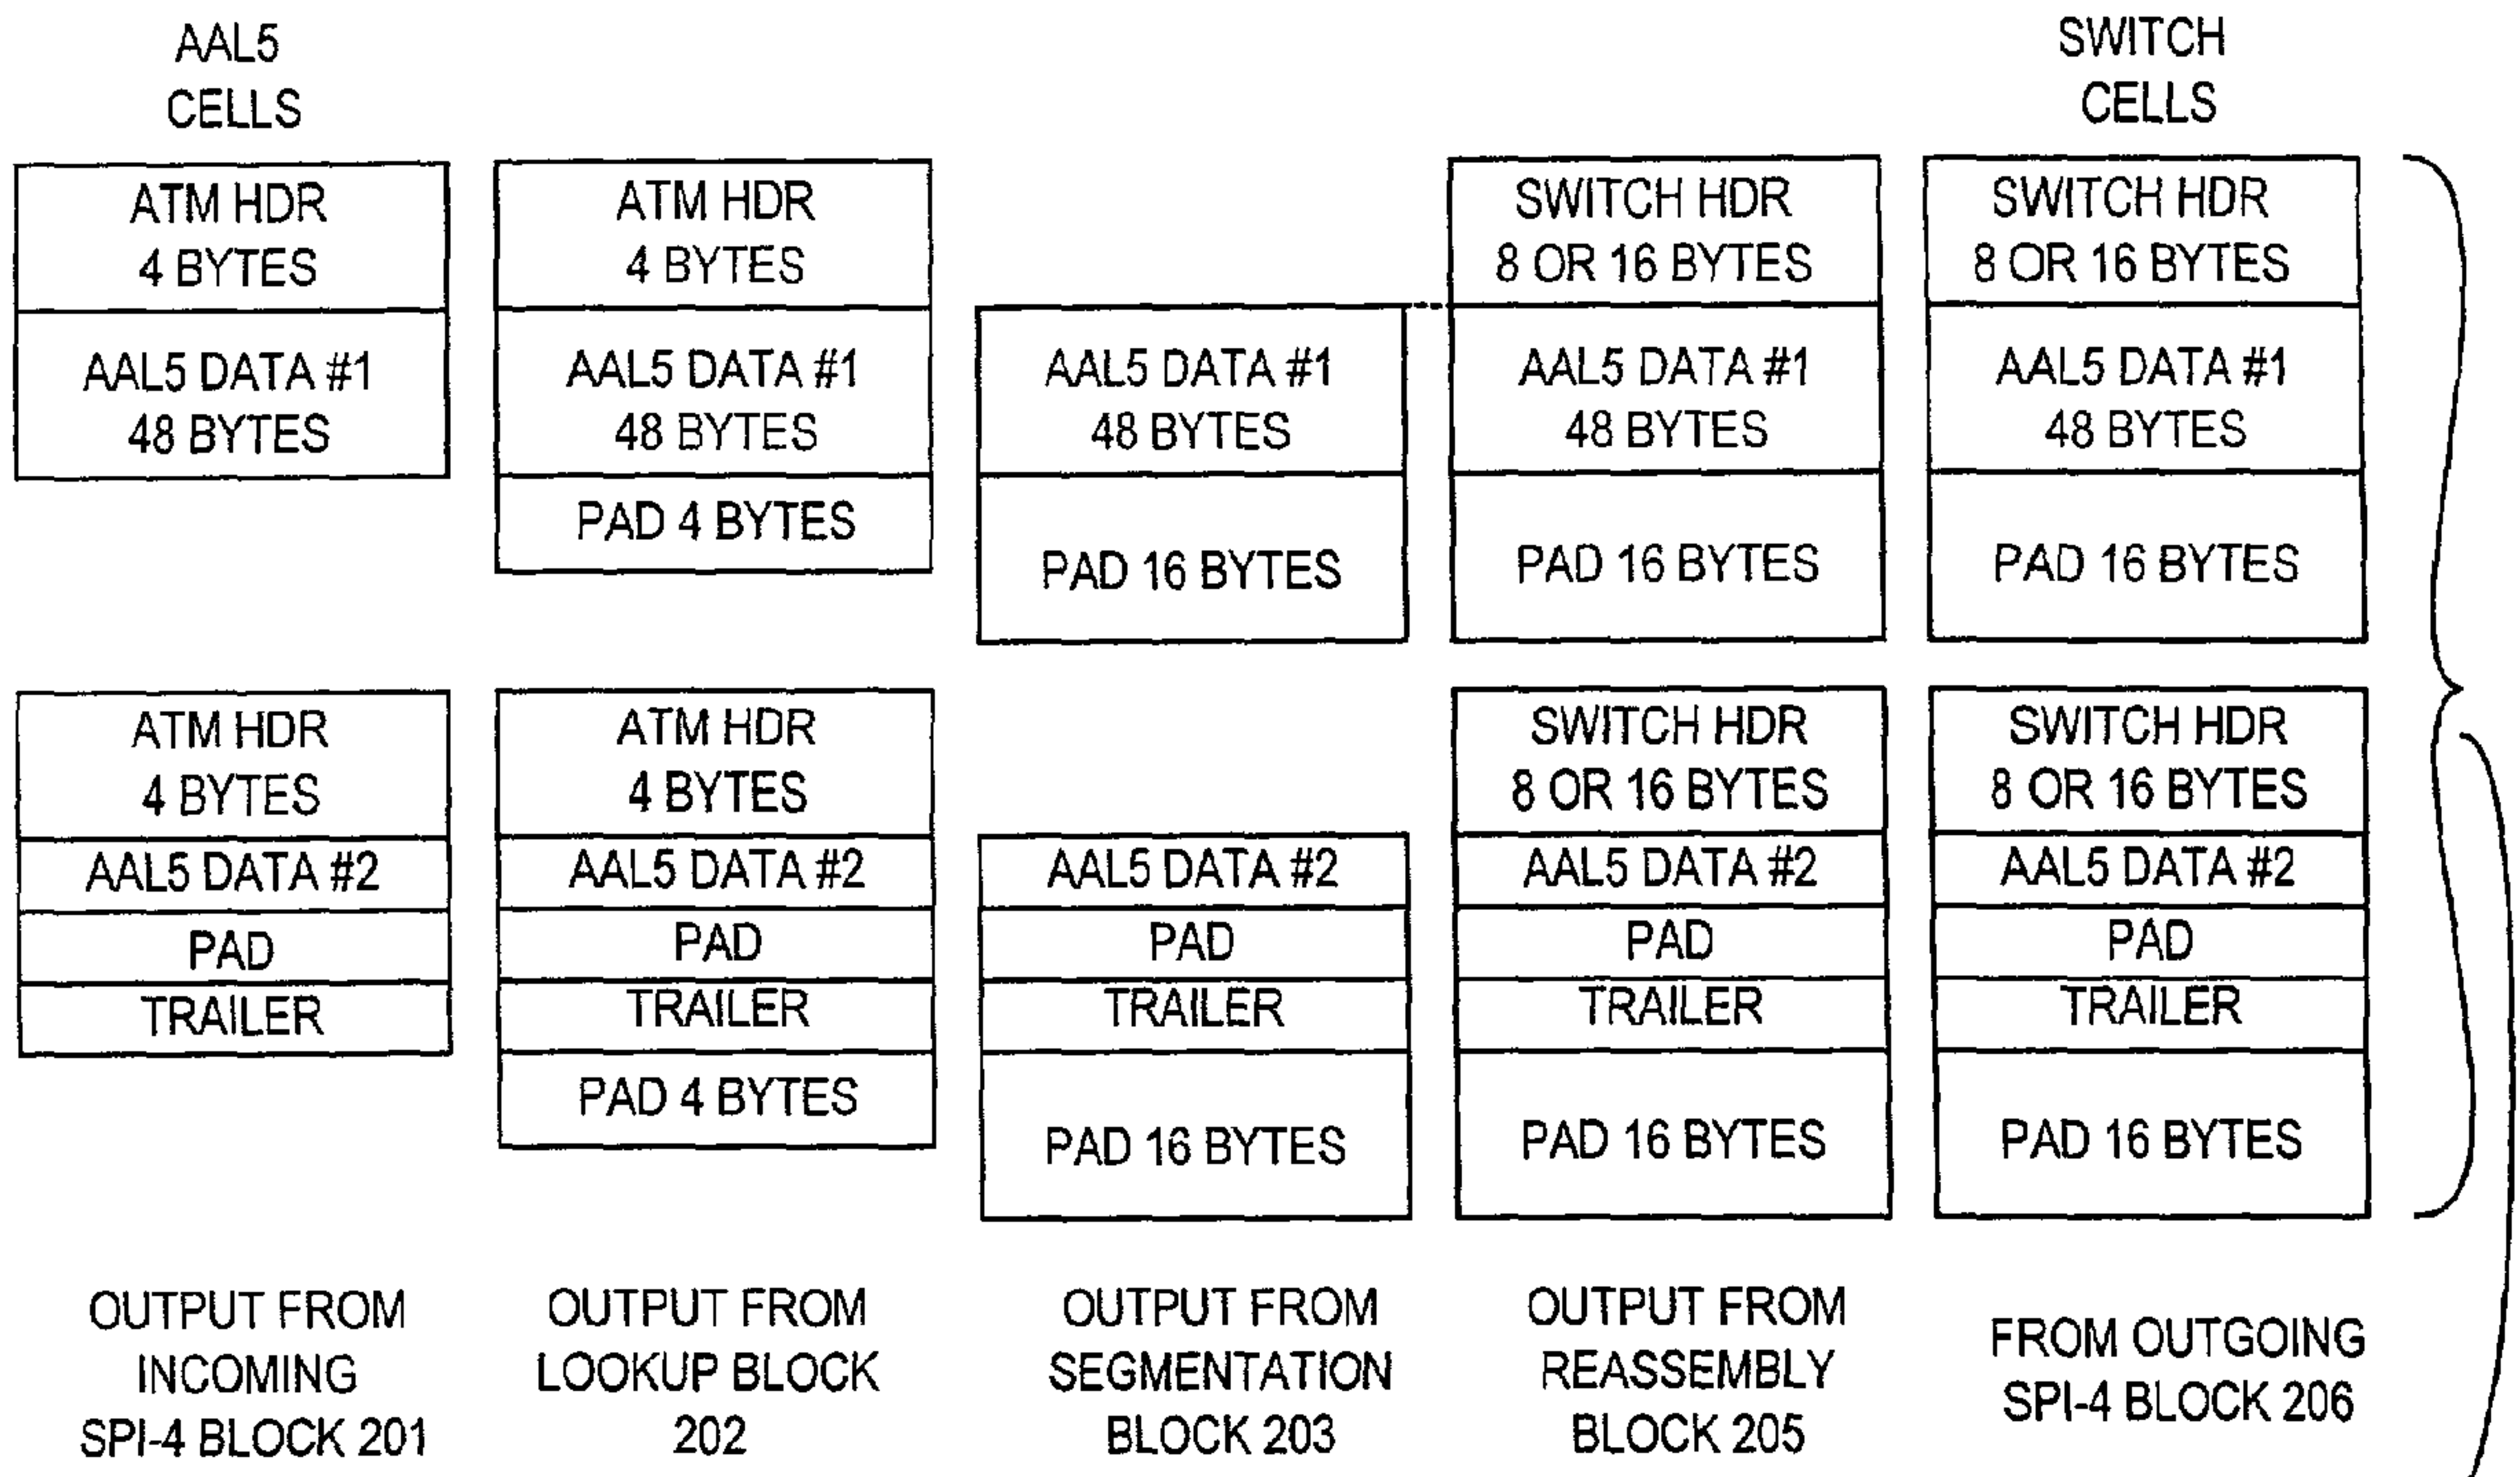 AAL5
CELLS
SWITCH
CELLS
ATM HDR
4 BYTES
AAL5 DATA #1
48 BYTES
ATM HDR
4 BYTES
AAL5 DATA #1
48 BYTES
PAD 4 BYTES
AAL5 DATA #1
48 BYTES
PAD 16 BYTES
SWITCH HDR
8 OR 16 BYTES
AAL5 DATA #1
48 BYTES
PAD 16 BYTES
SWITCH HDR
8 OR 16 BYTES
AAL5 DATA #1
48 BYTES
PAD 16 BYTES
ATM HDR
4 BYTES
AAL5 DATA #2
PAD
TRAILER
ATM HDR
4 BYTES
AAL5 DATA #2
PAD
TRAILER
PAD 4 BYTES
AAL5 DATA #2
PAD
TRAILER
PAD 16 BYTES
SWITCH HDR
8 OR 16 BYTES
AAL5 DATA #2
PAD
TRAILER
PAD 16 BYTES
SWITCH HDR
8 OR 16 BYTES
AAL5 DATA #2
PAD
TRAILER
PAD 16 BYTES
OUTPUT FROM
INCOMING
SPI-4 BLOCK 201
OUTPUT FROM
LOOKUP BLOCK
202
OUTPUT FROM
SEGMENTATION
BLOCK 203
OUTPUT FROM
REASSEMBLY
BLOCK 205
FROM OUTGOING
SPI-4 BLOCK 206